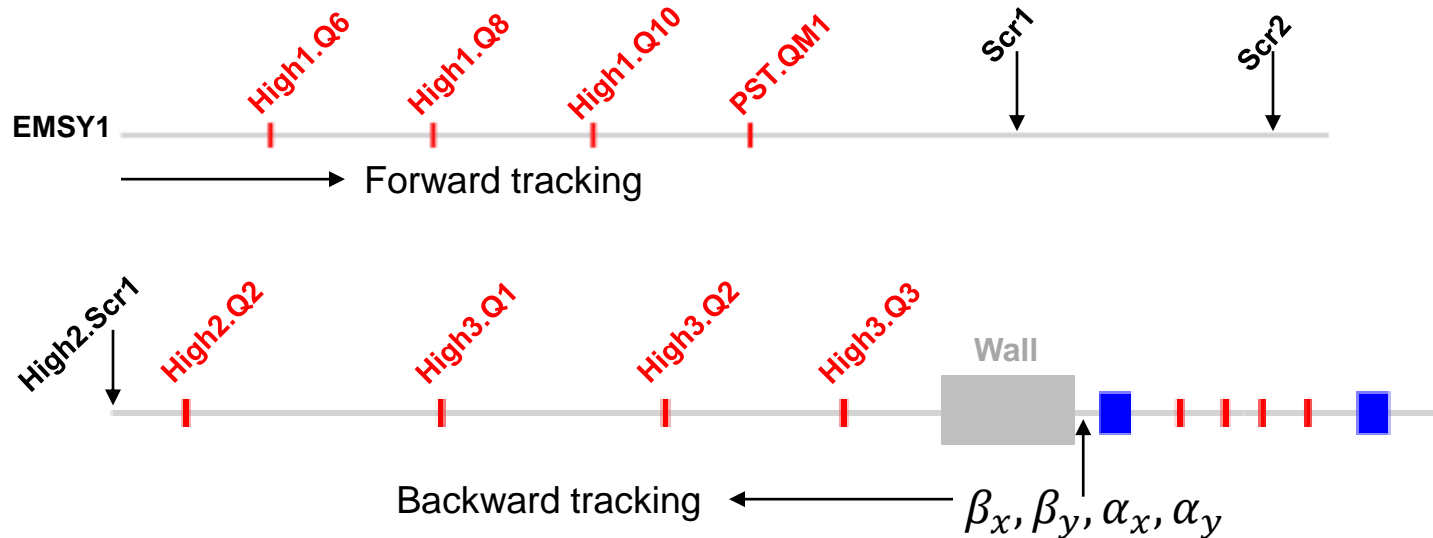 High1.Q6
High1.Q8
High1.Q10
PST.QM1
Scr1
Scr2
EMSY1
Forward tracking
High2.Scr1
High2.Q2
High3.Q1
High3.Q2
High3.Q3
Wall
Backward tracking
βx, βy, αx, αy